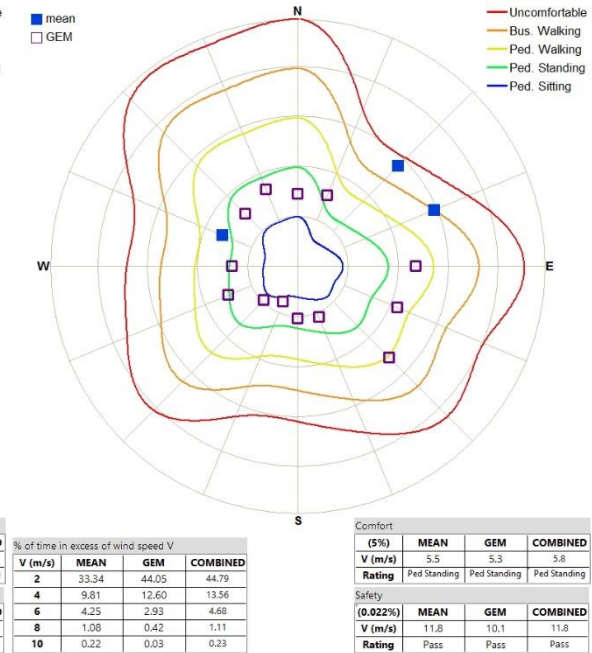 mean
GEM
N
Uncomfortable
Bus. Walking
Ped. Walking
Ped. Standing
Ped. Sitting
W
E
S
% of time in excess of wind speed V
V (m/s) MEAN GEM COMBINED
2 33.34 44.05 44.79
4 9.81 12.60 13.56
6 4.25 2.93 4.68
8 1.08 0.42 1.11
10 0.22 0.03 0.23
Comfort
(5%) MEAN GEM COMBINED
V (m/s) 5.5 5.3 5.8
Rating Ped Standing Ped Standing Ped Standing
Safety
(0.022%) MEAN GEM COMBINED
V (m/s) 11.8 10.1 11.8
Rating Pass Pass Pass